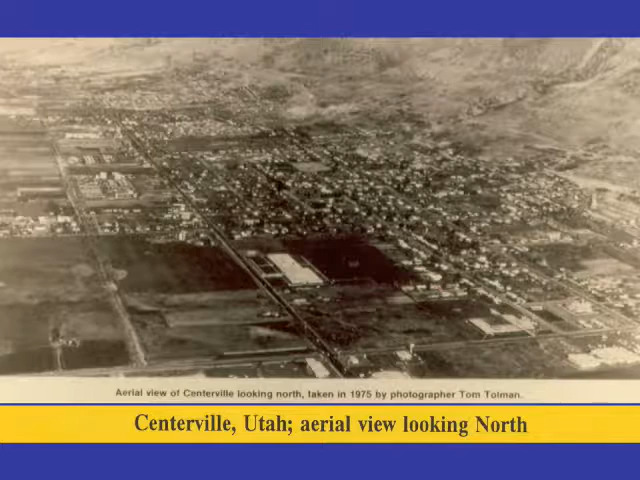 Aerial view of Centerville looking north, taken in 1975 by photographer Tom Tolman.
Centerville, Utah; aerial view looking North